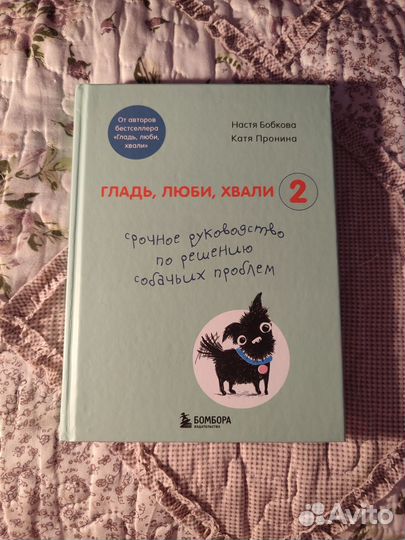 От авторов
бестселлера
«Гладь, люби,
хвали»
Настя Бобкова
Катя Пронина
ГЛАДЬ, ЛЮБИ, ХВАЛИ 2
срочное руководство
по решению
собачьих проблем
БОМБОРА
ИЗДАТЕЛЬСТВО
Avito